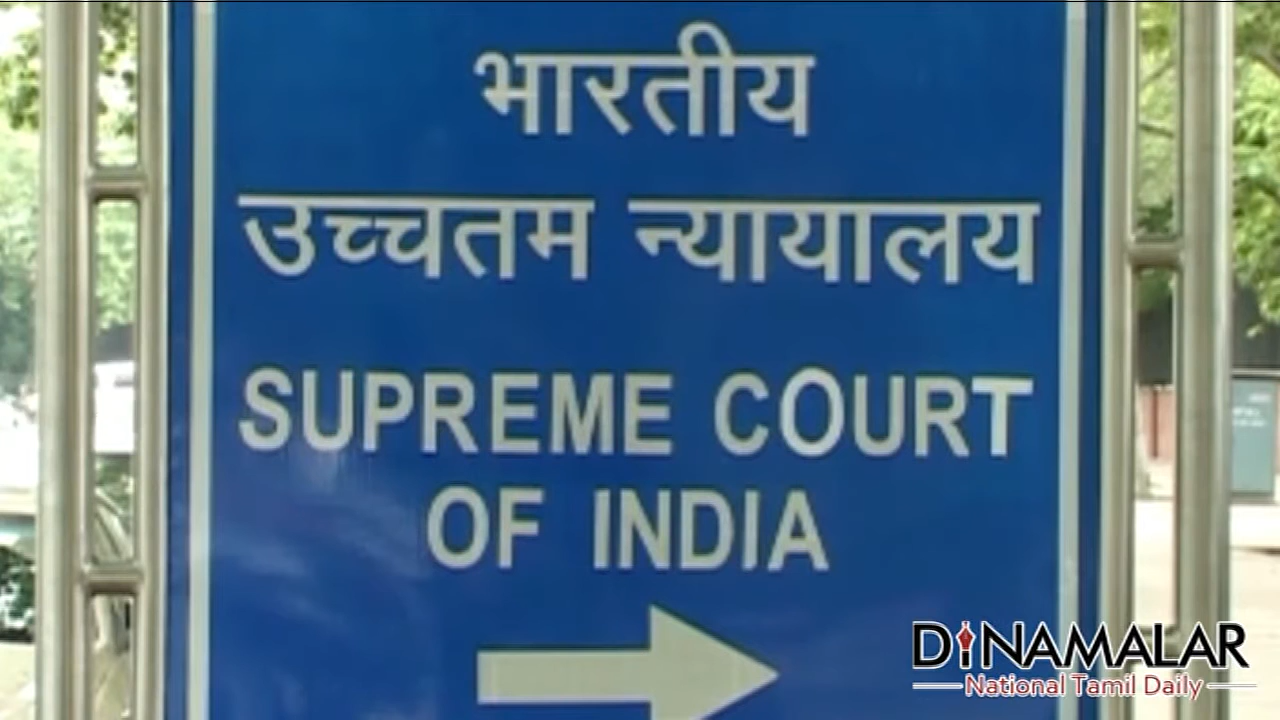 भारतीय
उच्चतम न्यायालय
SUPREME COURT
OF INDIA
DINAMALAR
National Tamil Daily